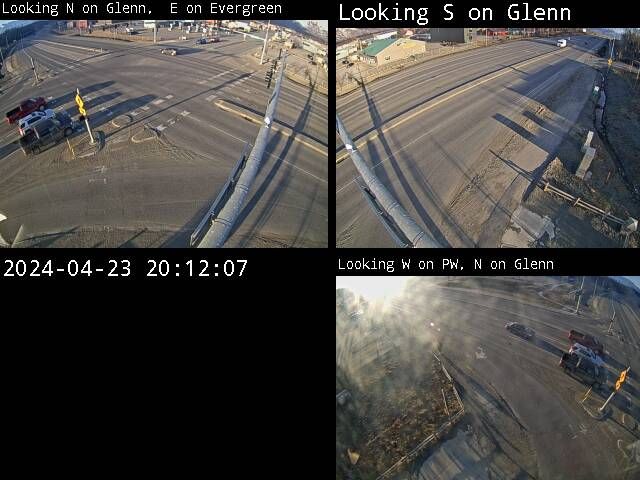 Looking N on Glenn,  E on Evergreen
Looking S on Glenn
2024-04-23 20:12:07
Looking W on PW, N on Glenn